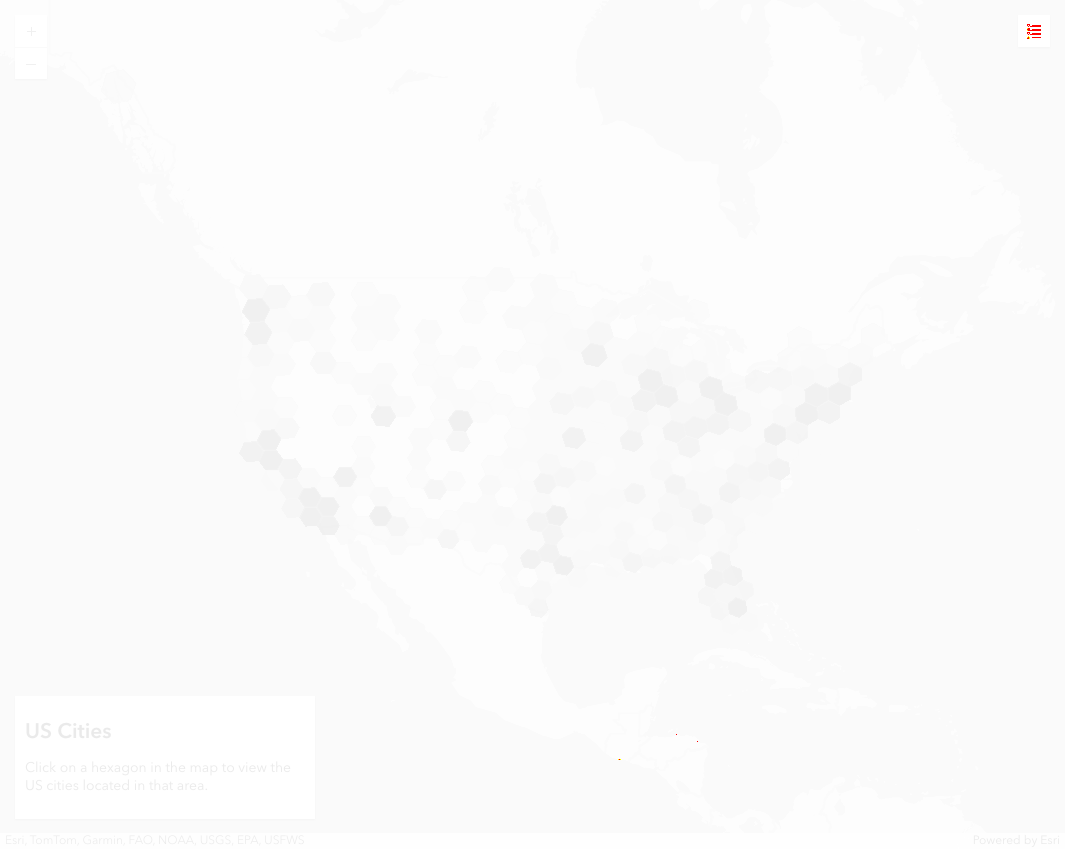 +
–
US Cities
Click on a hexagon in the map to view the
US cities located in that area.
Esri, TomTom, Garmin, FAO, NOAA, USGS, EPA, USFWS
Powered by Esri